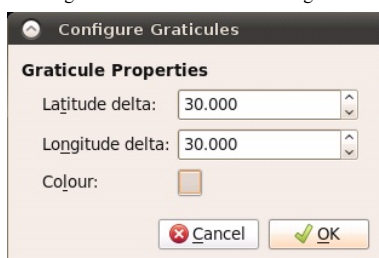 Configure Graticules
Graticule Properties
Latitude delta: 30.000
Longitude delta: 30.000
Colour:
Cancel OK